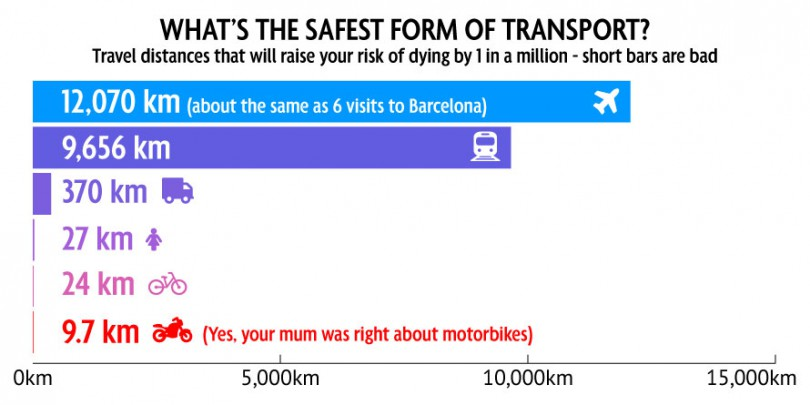 WHAT'S THE SAFEST FORM OF TRANSPORT?
Travel distances that will raise your risk of dying by 1 in a million - short bars are bad
12,070 km (about the same as 6 visits to Barcelona)
9,656 km
370 km
27 km
24 km
9.7 km (Yes, your mum was right about motorbikes)
0km 5,000km 10,000km 15,000km